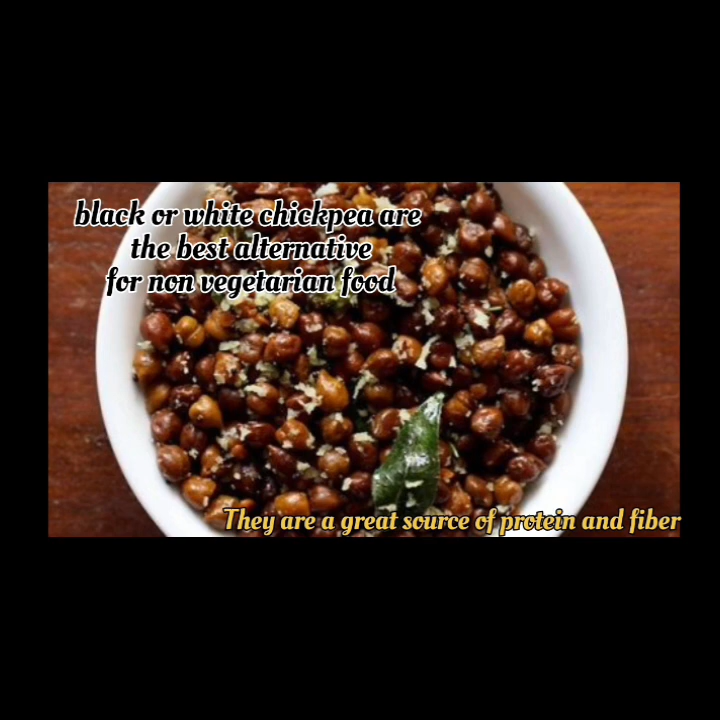 black or white chickpea are
the best alternative
for non vegetarian food
They are a great source of protein and fiber